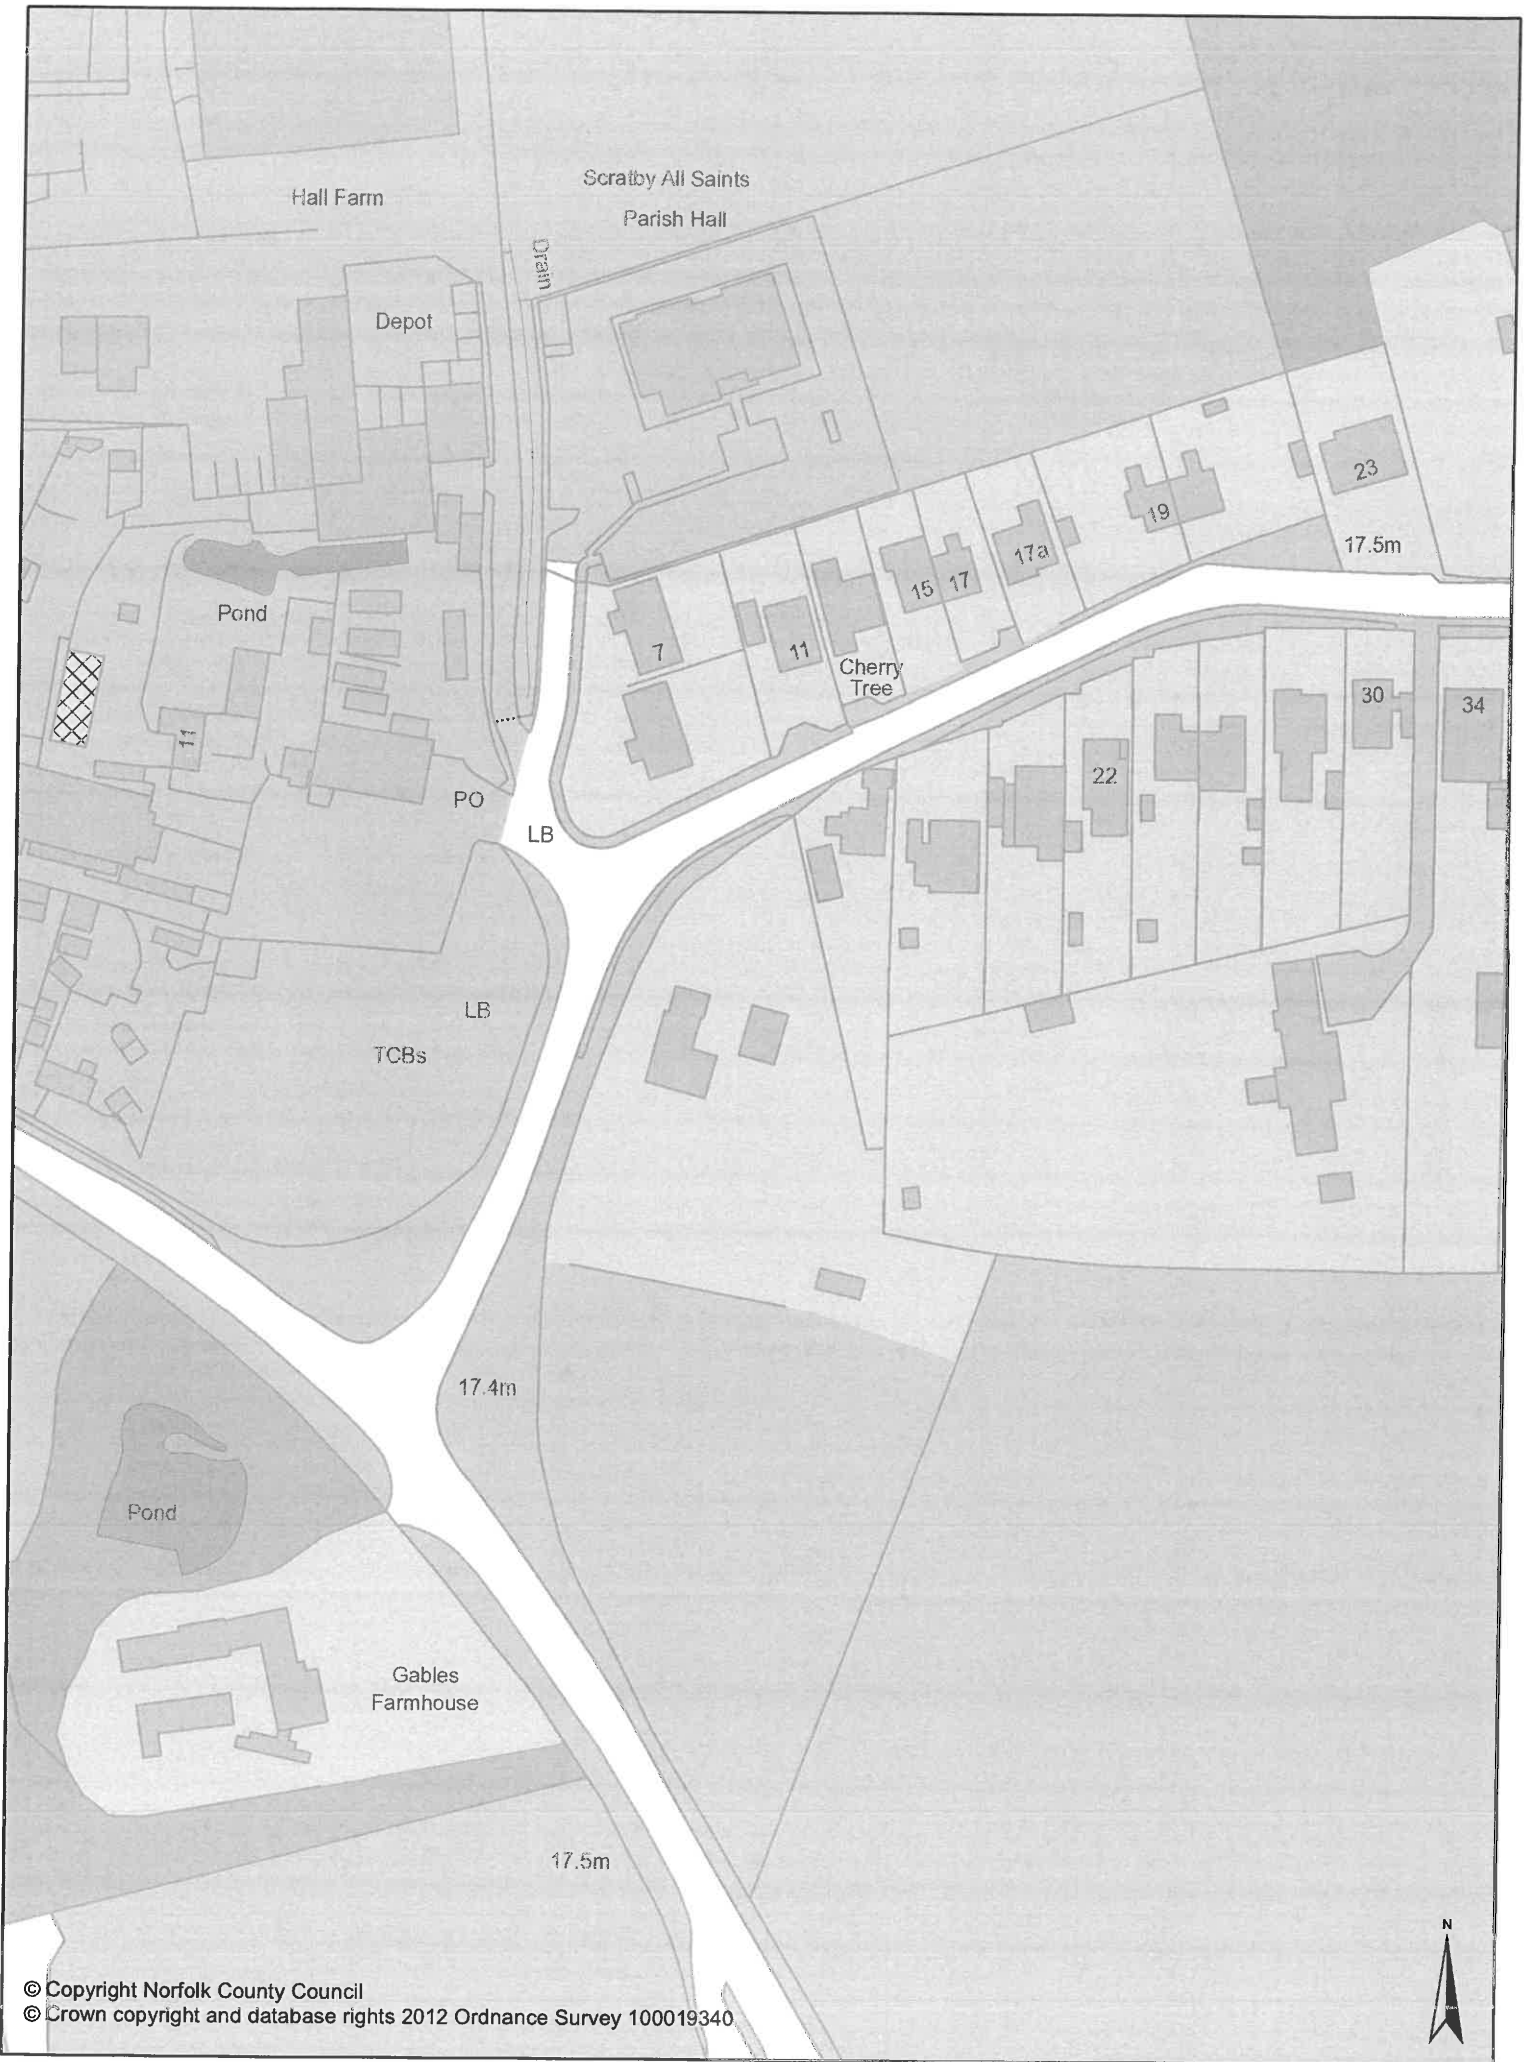 Scratby All Saints
Parish Hall
Hall Farm
Drain
Depot
23
19
17.5m
17a
15
17
Pond
7
11
Cherry
Tree
30
34
11
22
PO
LB
LB
TCBs
17.4m
Pond
Gables
Farmhouse
17.5m
N
© Copyright Norfolk County Council
© Crown copyright and database rights 2012 Ordnance Survey 100019340